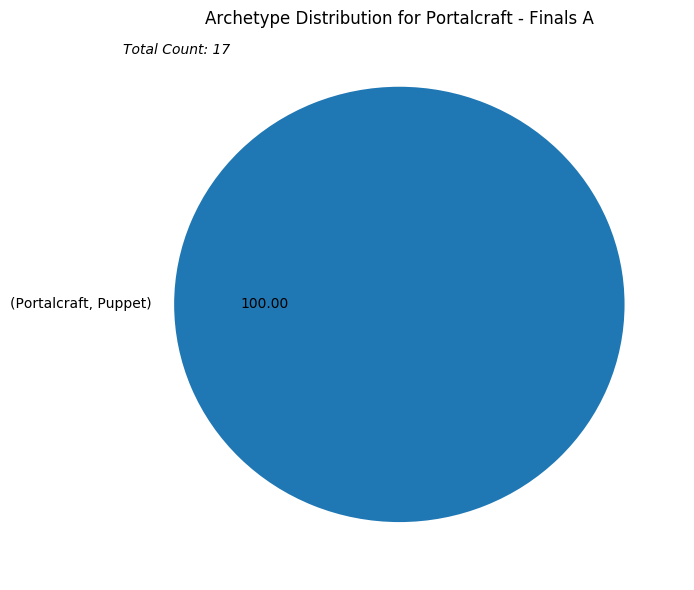 Archetype Distribution for Portalcraft - Finals A
Total Count: 17
(Portalcraft, Puppet)
100.00